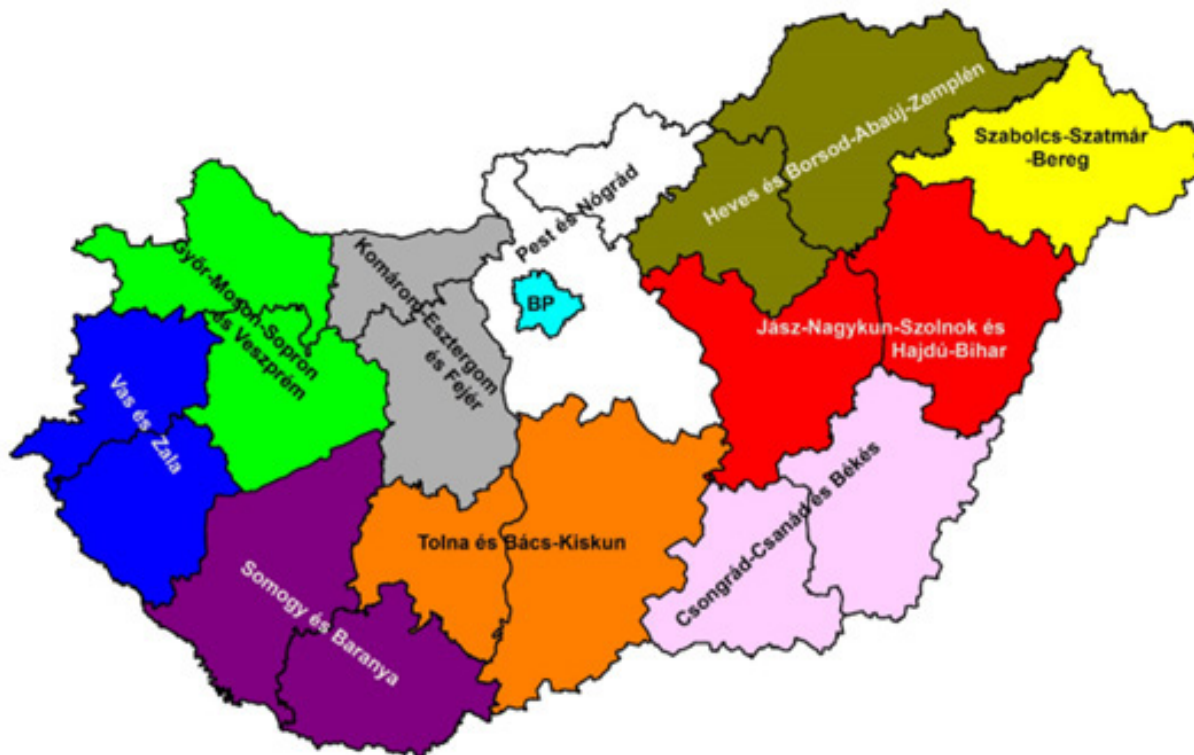 Heves és Borsod-Abaúj-Zemplén
Szabolcs-Szatmár
-Bereg
Pest és Nógrád
Győr-Moson-Sopron
és Veszprém
Komárom-Esztergom
és Fejér
BP
Jász-Nagykun-Szolnok és
Hajdú-Bihar
Vas és Zala
Tolna és Bács-Kiskun
Csongrád-Csanád és Békés
Somogy és Baranya